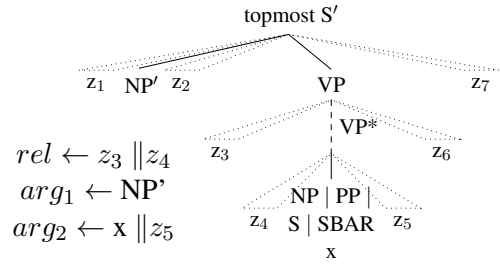 topmost S′
z₁ NP′ z₂ VP z₇
VP*
z₃ z₆
rel ← z₃ ∥z₄
arg₁ ← NP'
arg₂ ← x ∥z₅
NP | PP |
z₄ S | SBAR z₅
x